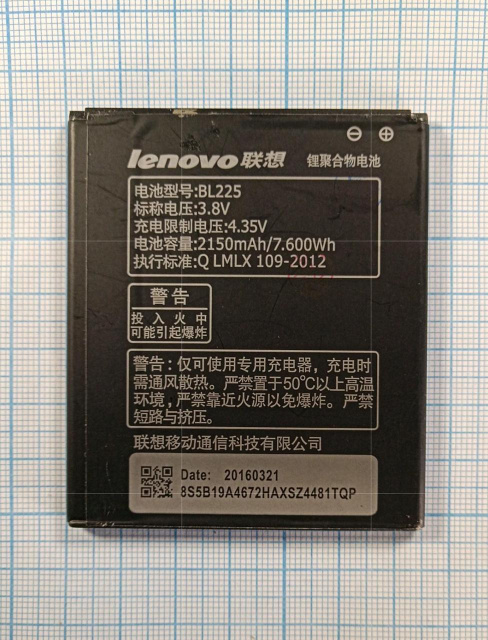 ⊖ ⊕
lenovo 联想 锂聚合物电池
电池型号:BL225
标称电压:3.8V
充电限制电压:4.35V
电池容量:2150mAh/7.600Wh
执行标准:Q LMLX 109-2012
警告
投入火中
可能引起爆炸
警告：仅可使用专用充电器，充电时
需通风散热。严禁置于50°C以上高温
环境，严禁靠近火源以免爆炸。严禁
短路与挤压。
联想移动通信科技有限公司
Date: 20160321
8S5B19A4672HAXSZ4481TQP